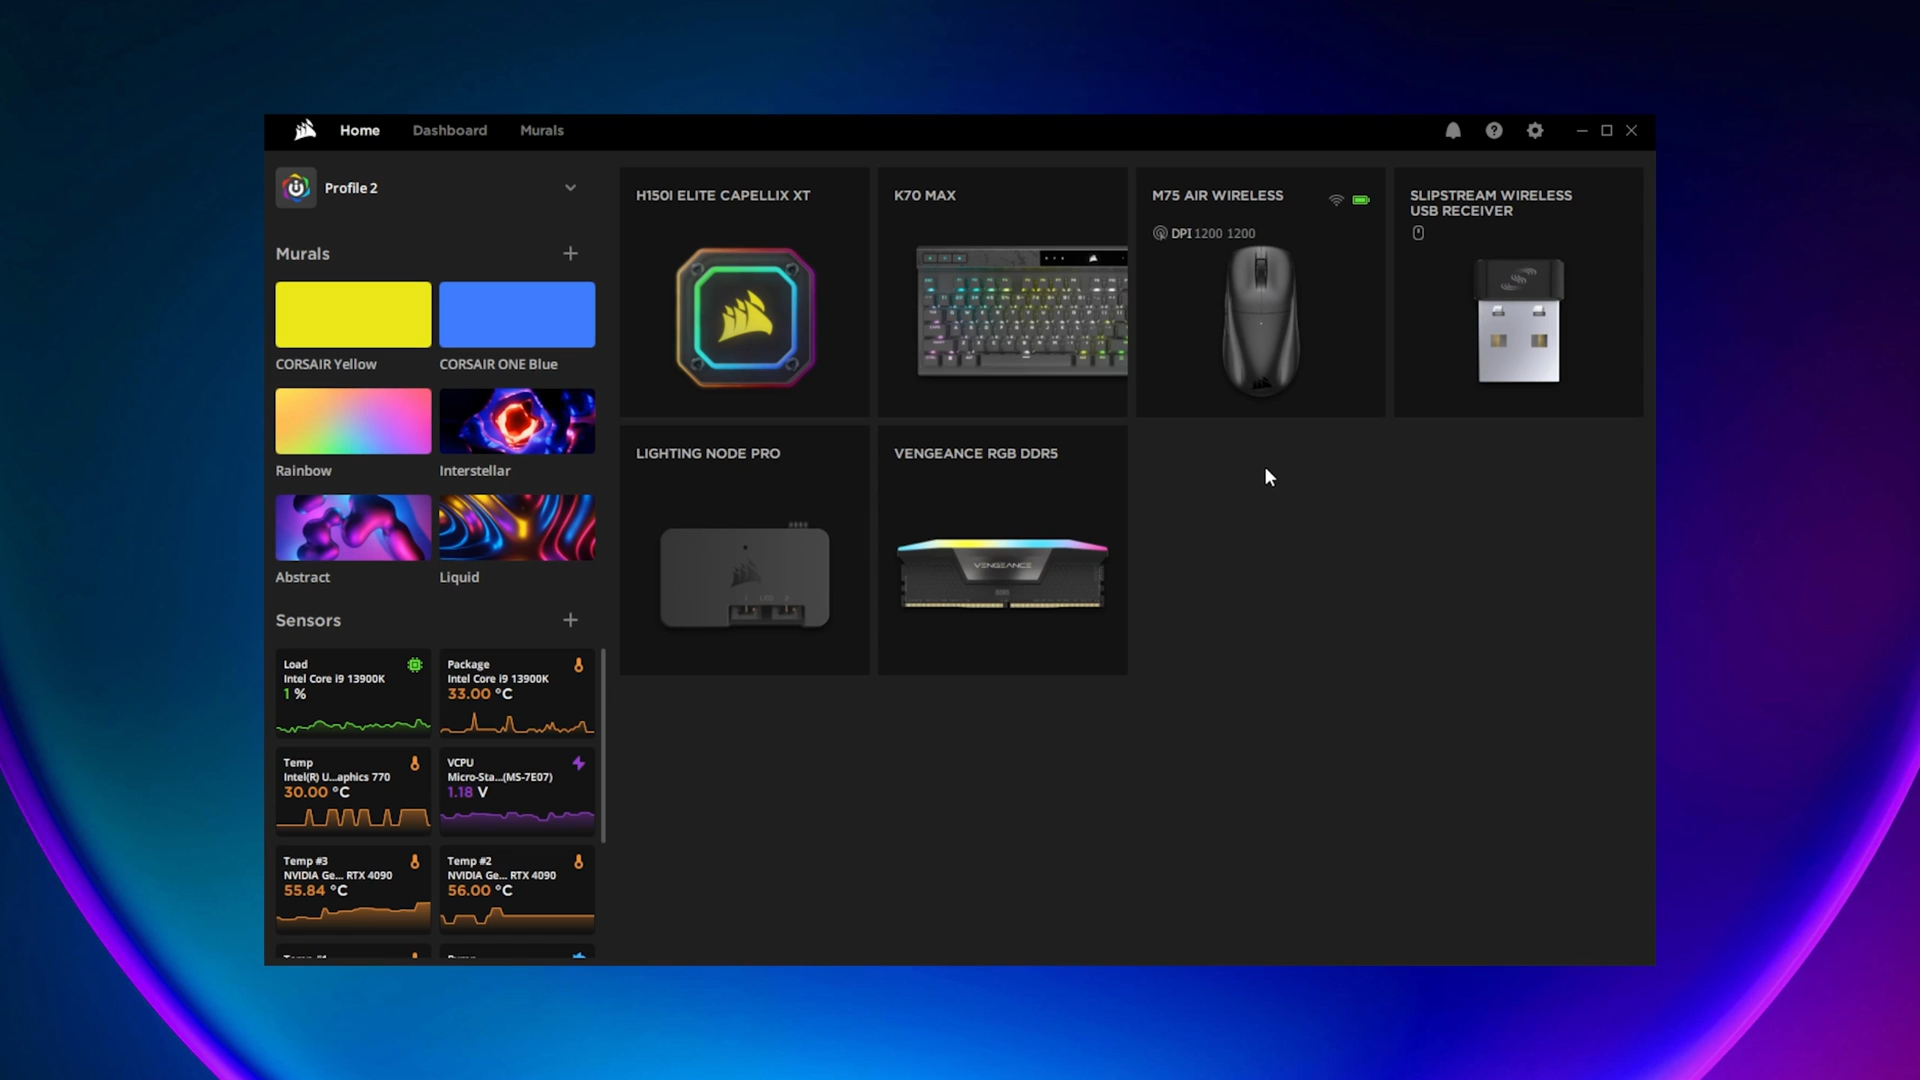 Home
Dashboard
Murals
Profile 2
Murals
CORSAIR Yellow
CORSAIR ONE Blue
Rainbow
Interstellar
Abstract
Liquid
Sensors
Load
Intel Core i9 13900K
1 %
Package
Intel Core i9 13900K
33.00 °C
Temp
Intel(R) U...aphics 770
30.00 °C
VCPU
Micro-Sta...(MS-7E07)
1.18 V
Temp #3
NVIDIA Ge... RTX 4090
55.84 °C
Temp #2
NVIDIA Ge... RTX 4090
56.00 °C
H150I ELITE CAPELLIX XT
K70 MAX
M75 AIR WIRELESS
DPI 1200 1200
SLIPSTREAM WIRELESS
USB RECEIVER
LIGHTING NODE PRO
1 LED 2
VENGEANCE RGB DDR5
VENGEANCE